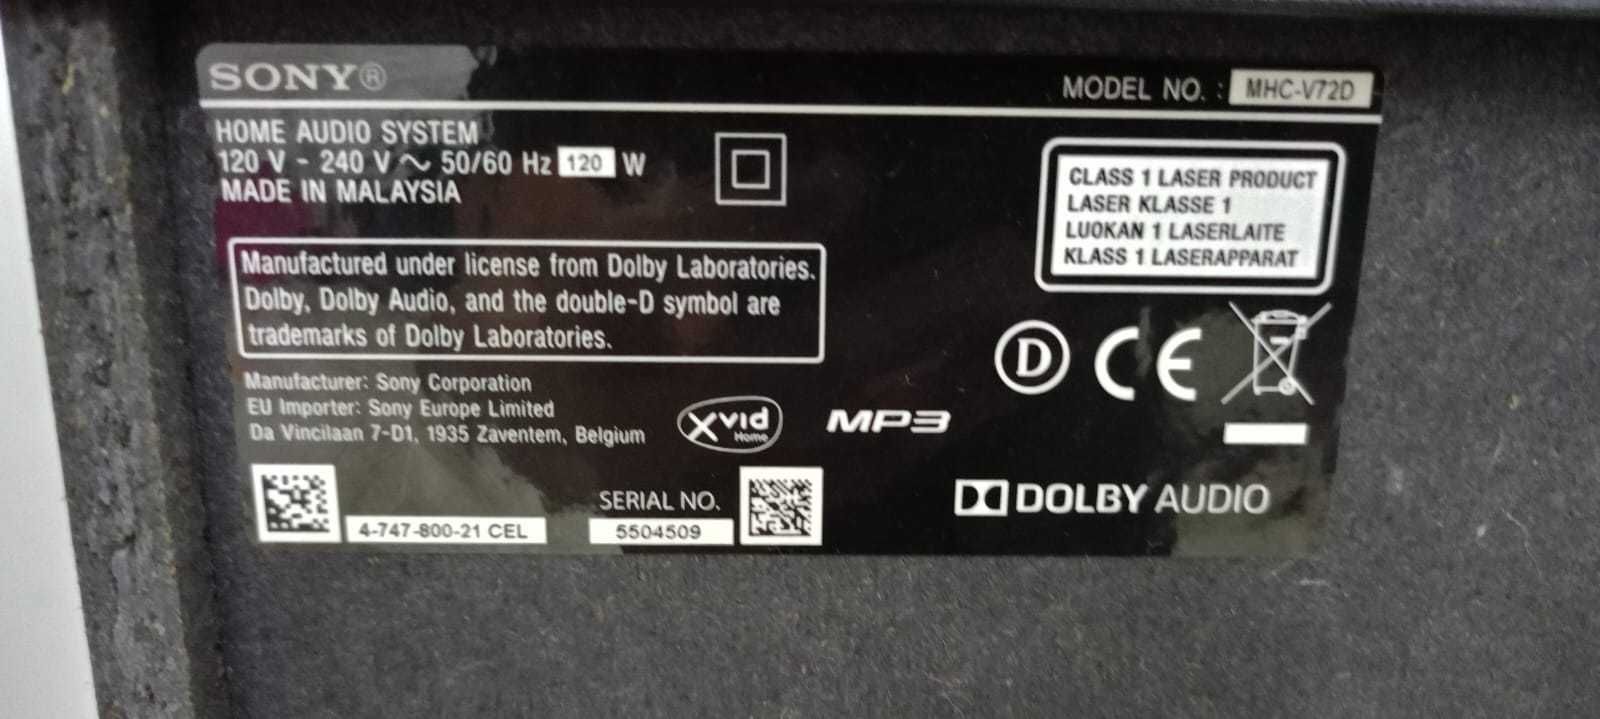 SONY®
MODEL NO. : MHC-V72D
HOME AUDIO SYSTEM
120 V - 240 V ~ 50/60 Hz 120 W
MADE IN MALAYSIA
CLASS 1 LASER PRODUCT
LASER KLASSE 1
LUOKAN 1 LASERLAITE
KLASS 1 LASERAPPARAT
Manufactured under license from Dolby Laboratories.
Dolby, Dolby Audio, and the double-D symbol are
trademarks of Dolby Laboratories.
D CE
Manufacturer: Sony Corporation
EU Importer: Sony Europe Limited
Da Vincilaan 7-D1, 1935 Zaventem, Belgium
Xvid Home
MP3
4-747-800-21 CEL
SERIAL NO.
5504509
DOLBY AUDIO